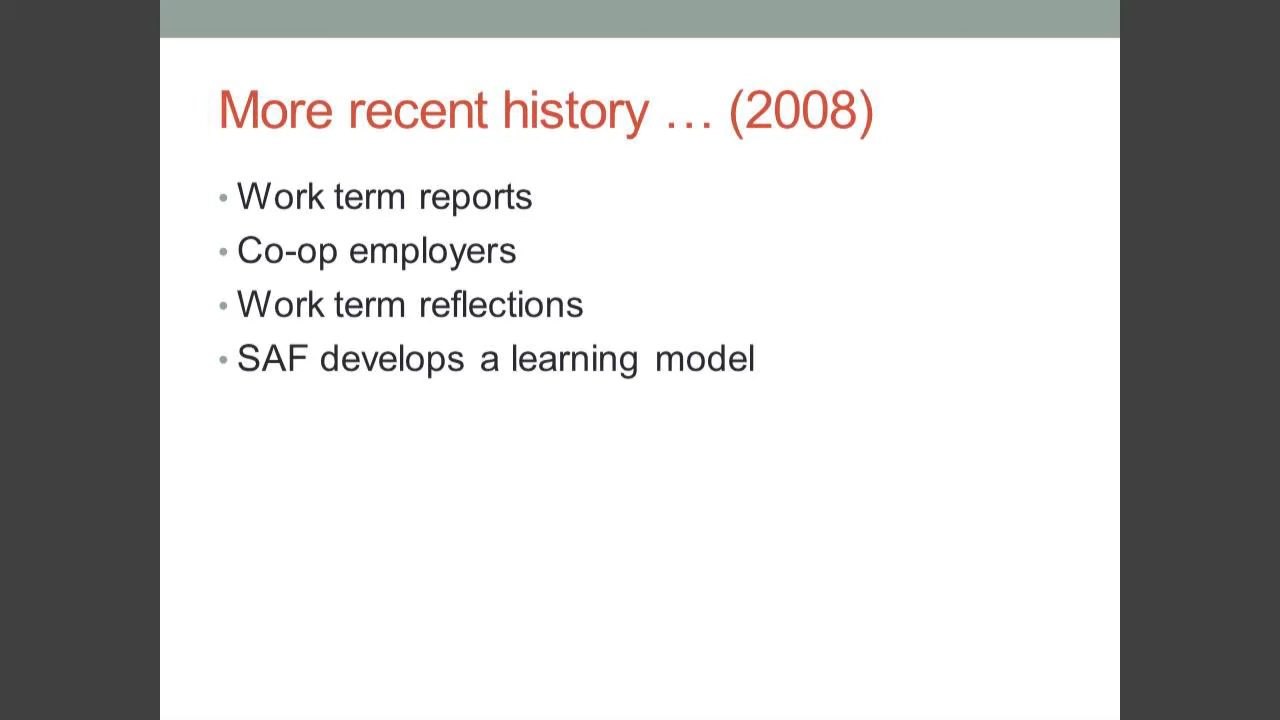 More recent history … (2008)
• Work term reports
• Co-op employers
• Work term reflections
• SAF develops a learning model